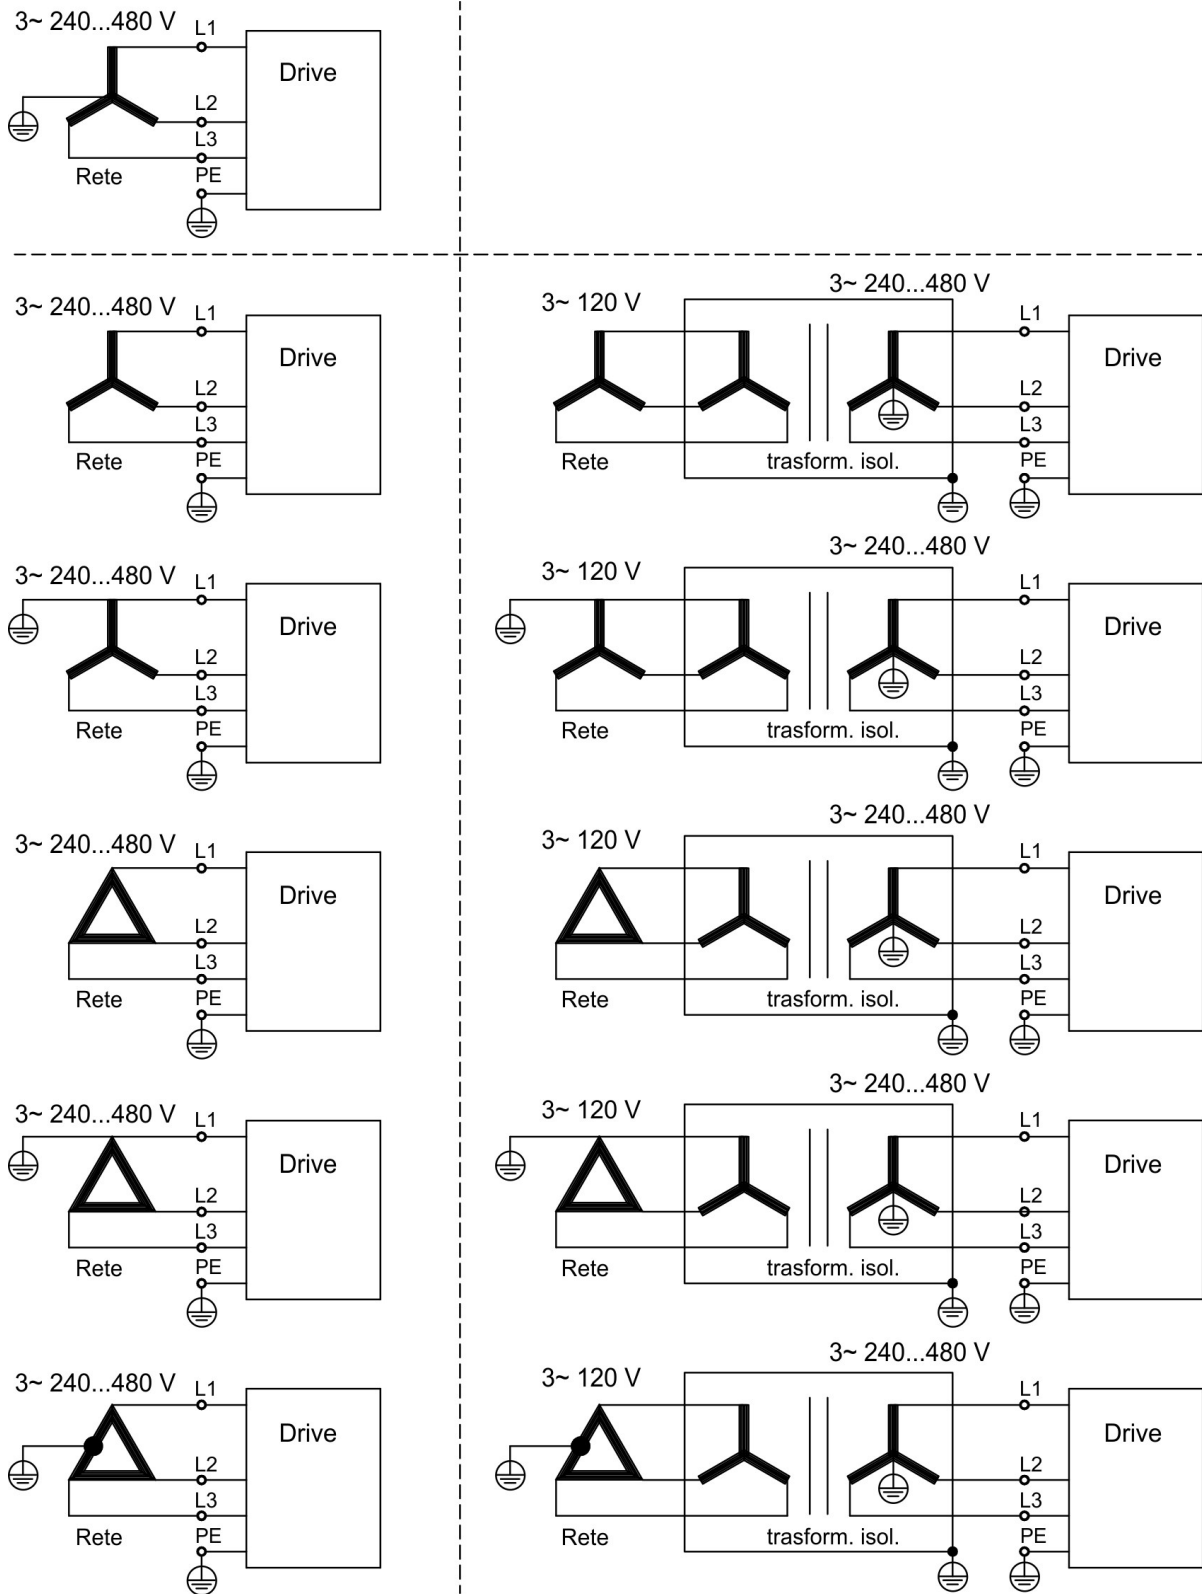 3~ 240...480 V
L1
Drive
L2
L3
Rete
PE
3~ 240...480 V
L1
Drive
L2
L3
Rete
PE
3~ 120 V
3~ 240...480 V
L1
Drive
L2
L3
Rete
trasform. isol.
PE
3~ 240...480 V
L1
Drive
L2
L3
Rete
PE
3~ 120 V
3~ 240...480 V
L1
Drive
L2
L3
Rete
trasform. isol.
PE
3~ 240...480 V
L1
Drive
L2
L3
Rete
PE
3~ 120 V
3~ 240...480 V
L1
Drive
L2
L3
Rete
trasform. isol.
PE
3~ 240...480 V
L1
Drive
L2
L3
Rete
PE
3~ 120 V
3~ 240...480 V
L1
Drive
L2
L3
Rete
trasform. isol.
PE
3~ 240...480 V
L1
Drive
L2
L3
Rete
PE
3~ 120 V
3~ 240...480 V
L1
Drive
L2
L3
Rete
trasform. isol.
PE